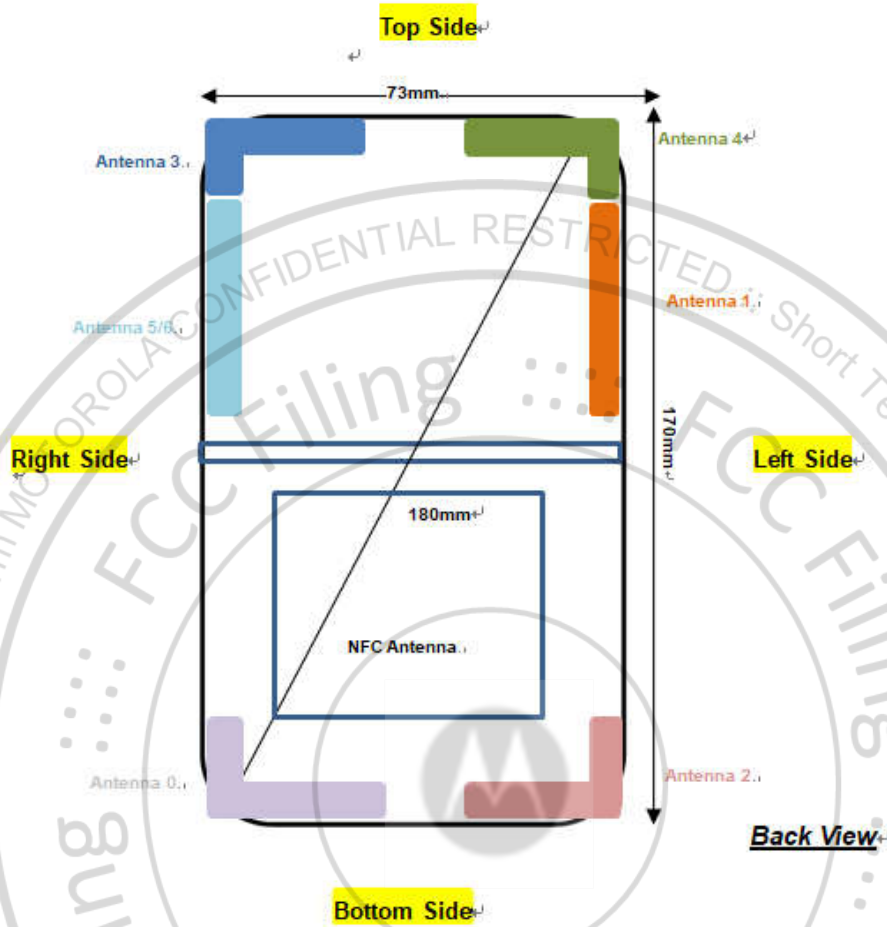 Top Side
73mm
Antenna 3
Antenna 4
CONFIDENTIAL RESTRICTED :: Short
MOTOROLA
Antenna 1
Antenna 5/6
FCC Filing :: FCC Filing
170mm
Right Side
Left Side
180mm
NFC Antenna
Antenna 0
Antenna 2
Back View
Bottom Side